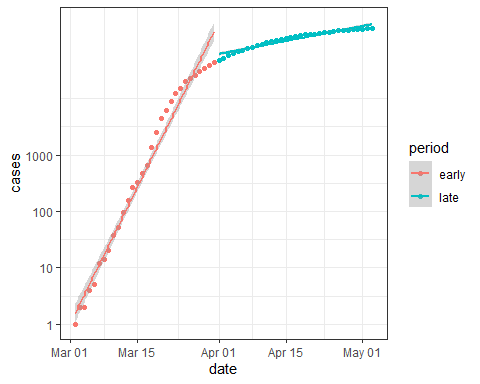 cases
1000
100
10
1
Mar 01
Mar 15
Apr 01
Apr 15
May 01
date
period
early
late